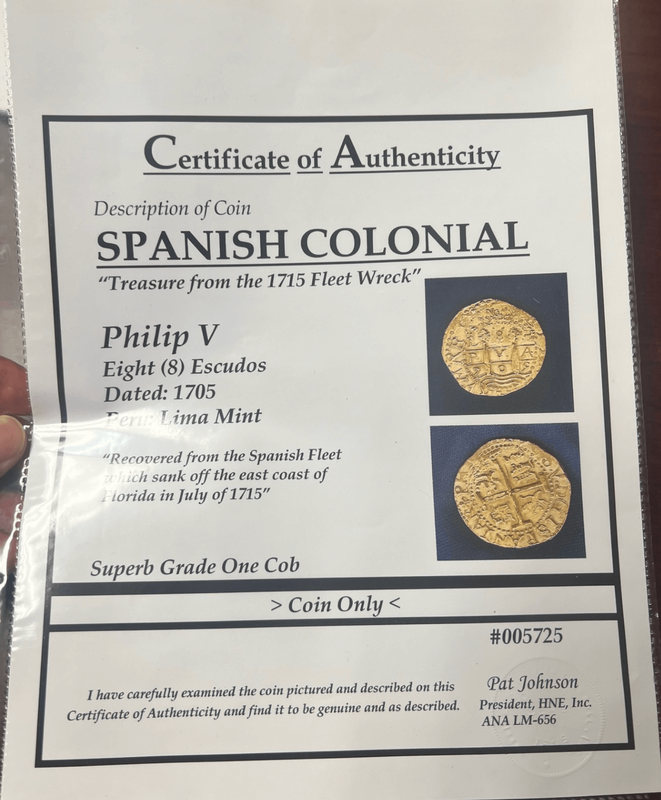 Certificate of Authenticity
Description of Coin
SPANISH COLONIAL
“Treasure from the 1715 Fleet Wreck”
Philip V
Eight (8) Escudos
Dated: 1705
Peru: Lima Mint
“Recovered from the Spanish Fleet
which sank off the east coast of
Florida in July of 1715”
Superb Grade One Cob
> Coin Only <
#005725
I have carefully examined the coin pictured and described on this
Certificate of Authenticity and find it to be genuine and as described.
Pat Johnson
President, HNE, Inc.
ANA LM-656